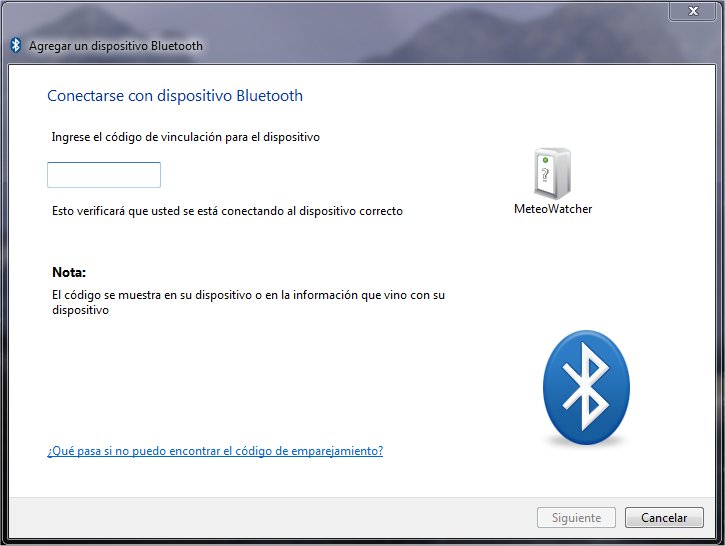 Agregar un dispositivo Bluetooth
Conectarse con dispositivo Bluetooth
Ingrese el código de vinculación para el dispositivo
Esto verificará que usted se está conectando al dispositivo correcto
MeteoWatcher
Nota:
El código se muestra en su dispositivo o en la información que vino con su
dispositivo
¿Qué pasa si no puedo encontrar el código de emparejamiento?
Siguiente
Cancelar